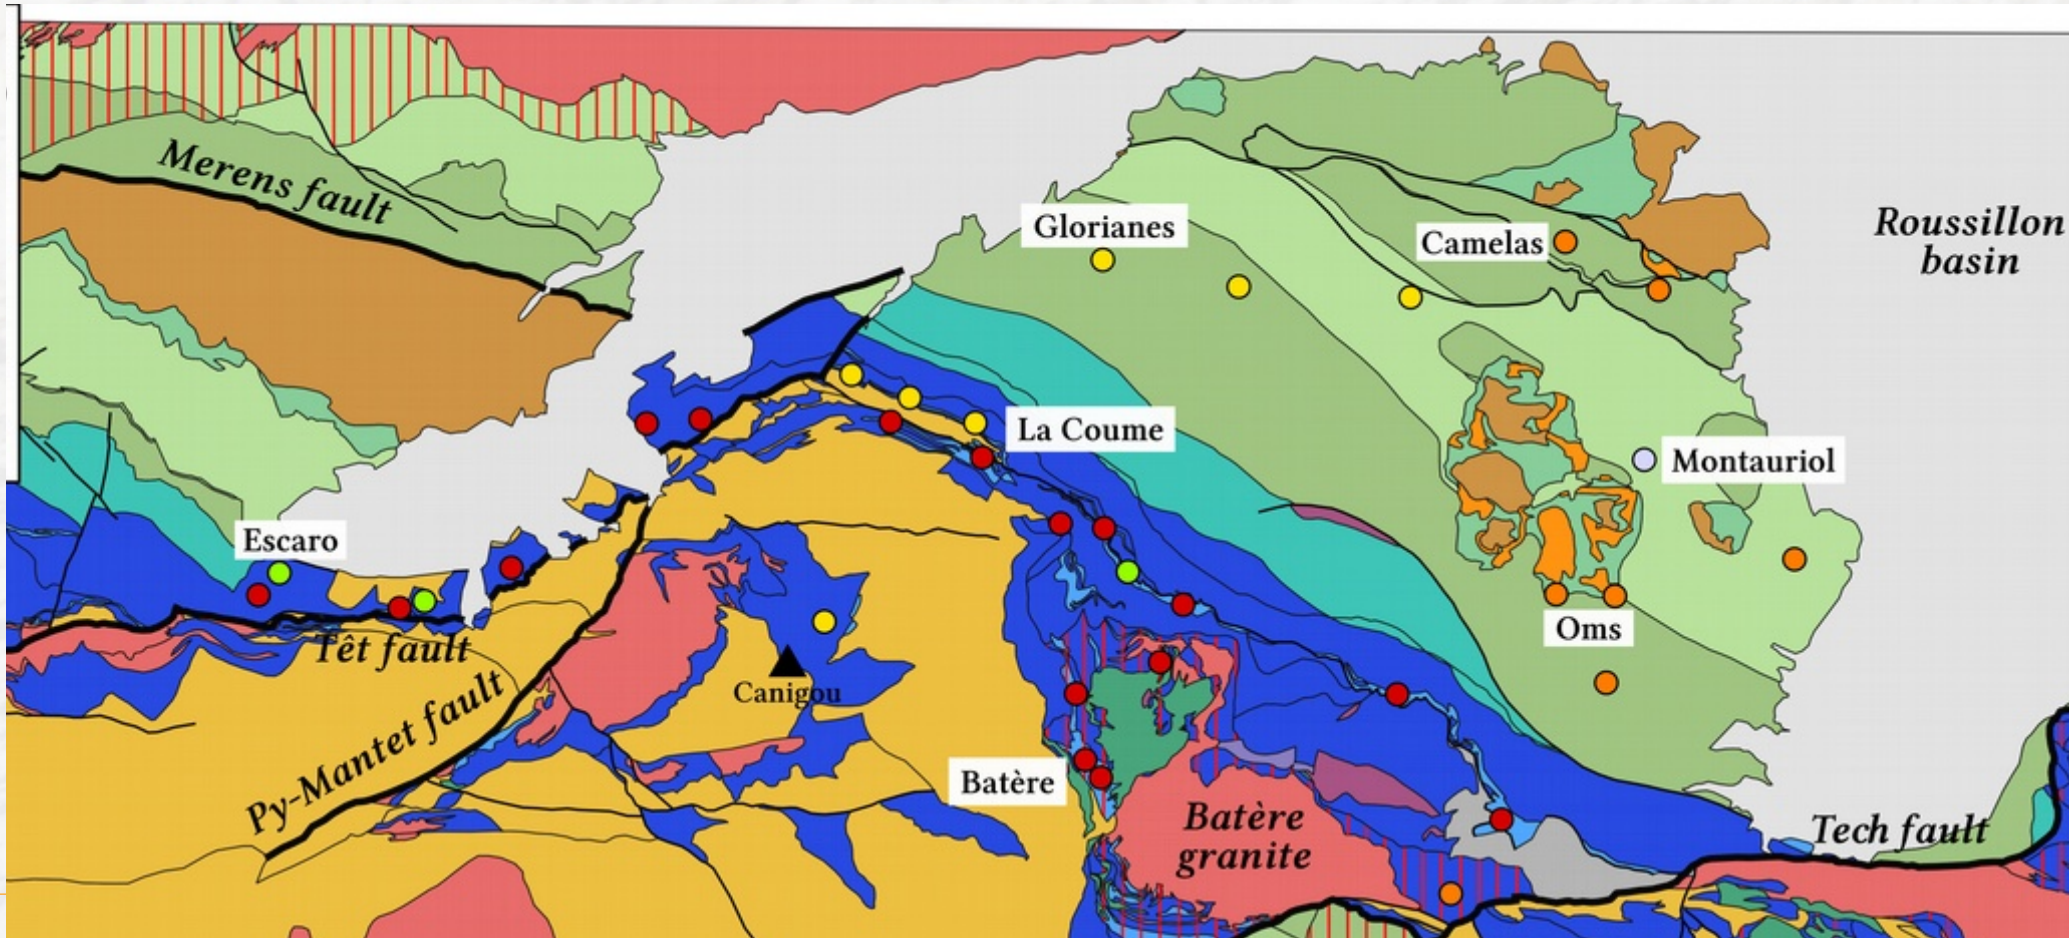 Merens fault
Glorianes
Camelas
Roussillon
basin
La Coume
Montauriol
Escaro
Têt fault
Oms
Canigou
Py-Mantet fault
Batère
Batère
granite
Tech fault